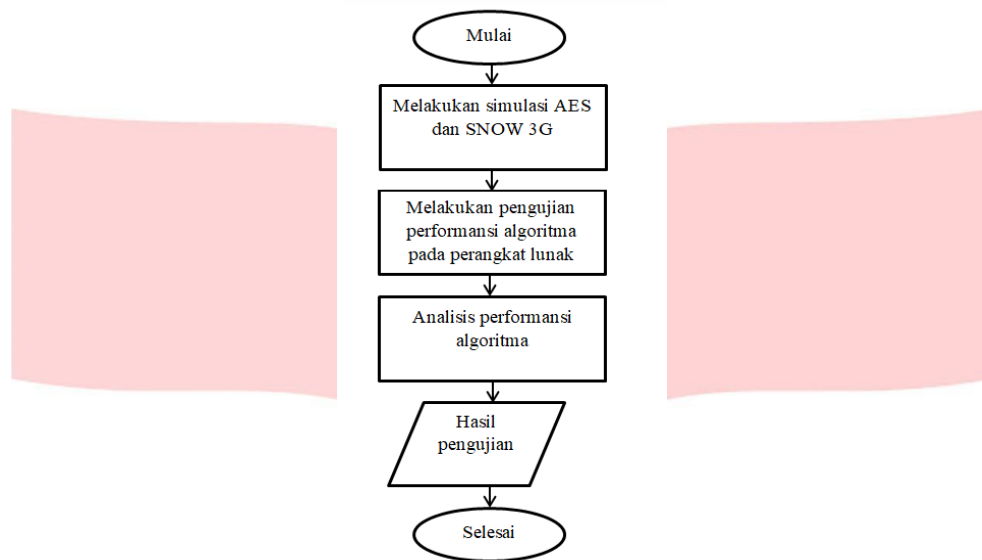 Mulai
Melakukan simulasi AES
dan SNOW 3G
Melakukan pengujian
performansi algoritma
pada perangkat lunak
Analisis performansi
algoritma
Hasil
pengujian
Selesai